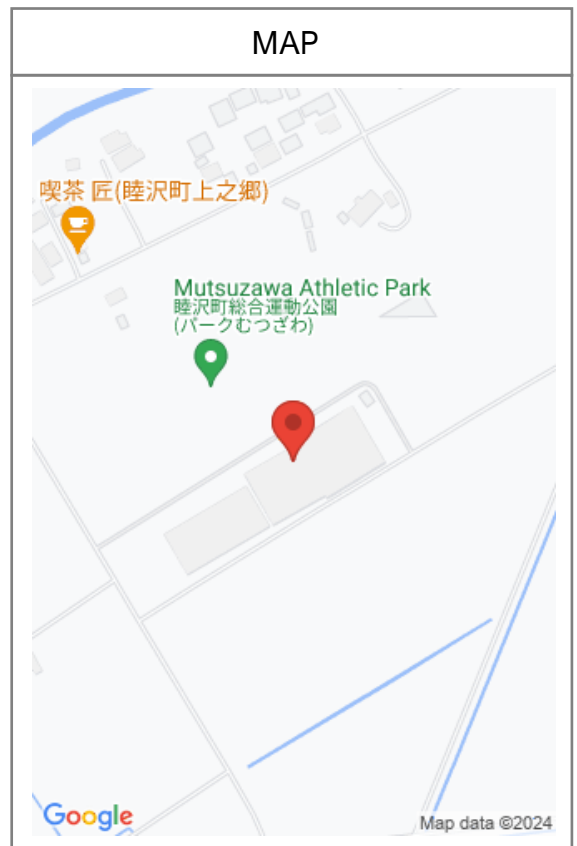 MAP
喫茶 匠(睦沢町上之郷)
Mutsuzawa Athletic Park
睦沢町総合運動公園
(パークむつざわ)
Google
Map data ©2024